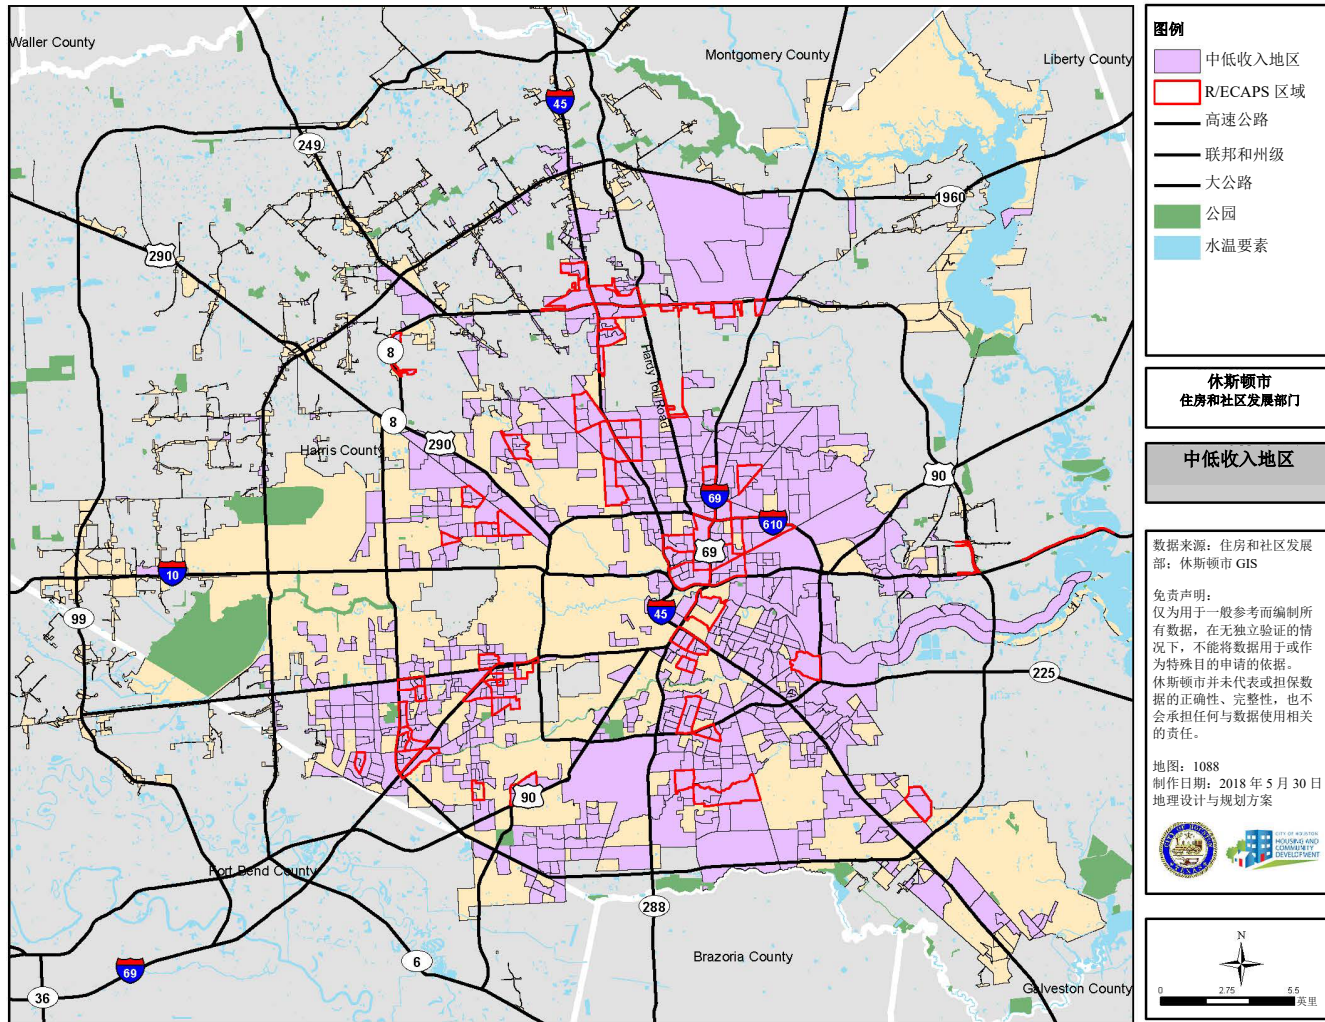 Waller County
Montgomery County
Liberty County
45
249
1960
290
8
Hardy Toll Road
8
290
Harris County
90
69
610
69
10
45
99
225
90
Fort Bend County
288
Brazoria County
6
69
36
Galveston County
图例
中低收入地区
R/ECAPS 区域
高速公路
联邦和州级
大公路
公园
水温要素
休斯顿市
住房和社区发展部门
中低收入地区
数据来源：住房和社区发展
部；休斯顿市 GIS
免责声明：
仅为用于一般参考而编制所
有数据，在无独立验证的情
况下，不能将数据用于或作
为特殊目的申请的依据。
休斯顿市并未代表或担保数
据的正确性、完整性，也不
会承担任何与数据使用相关
的责任。
地图：1088
制作日期：2018 年 5 月 30 日
地理设计与规划方案
CITY OF HOUSTON
HOUSING AND
COMMUNITY
DEVELOPMENT
N
0 2.75 5.5
英里